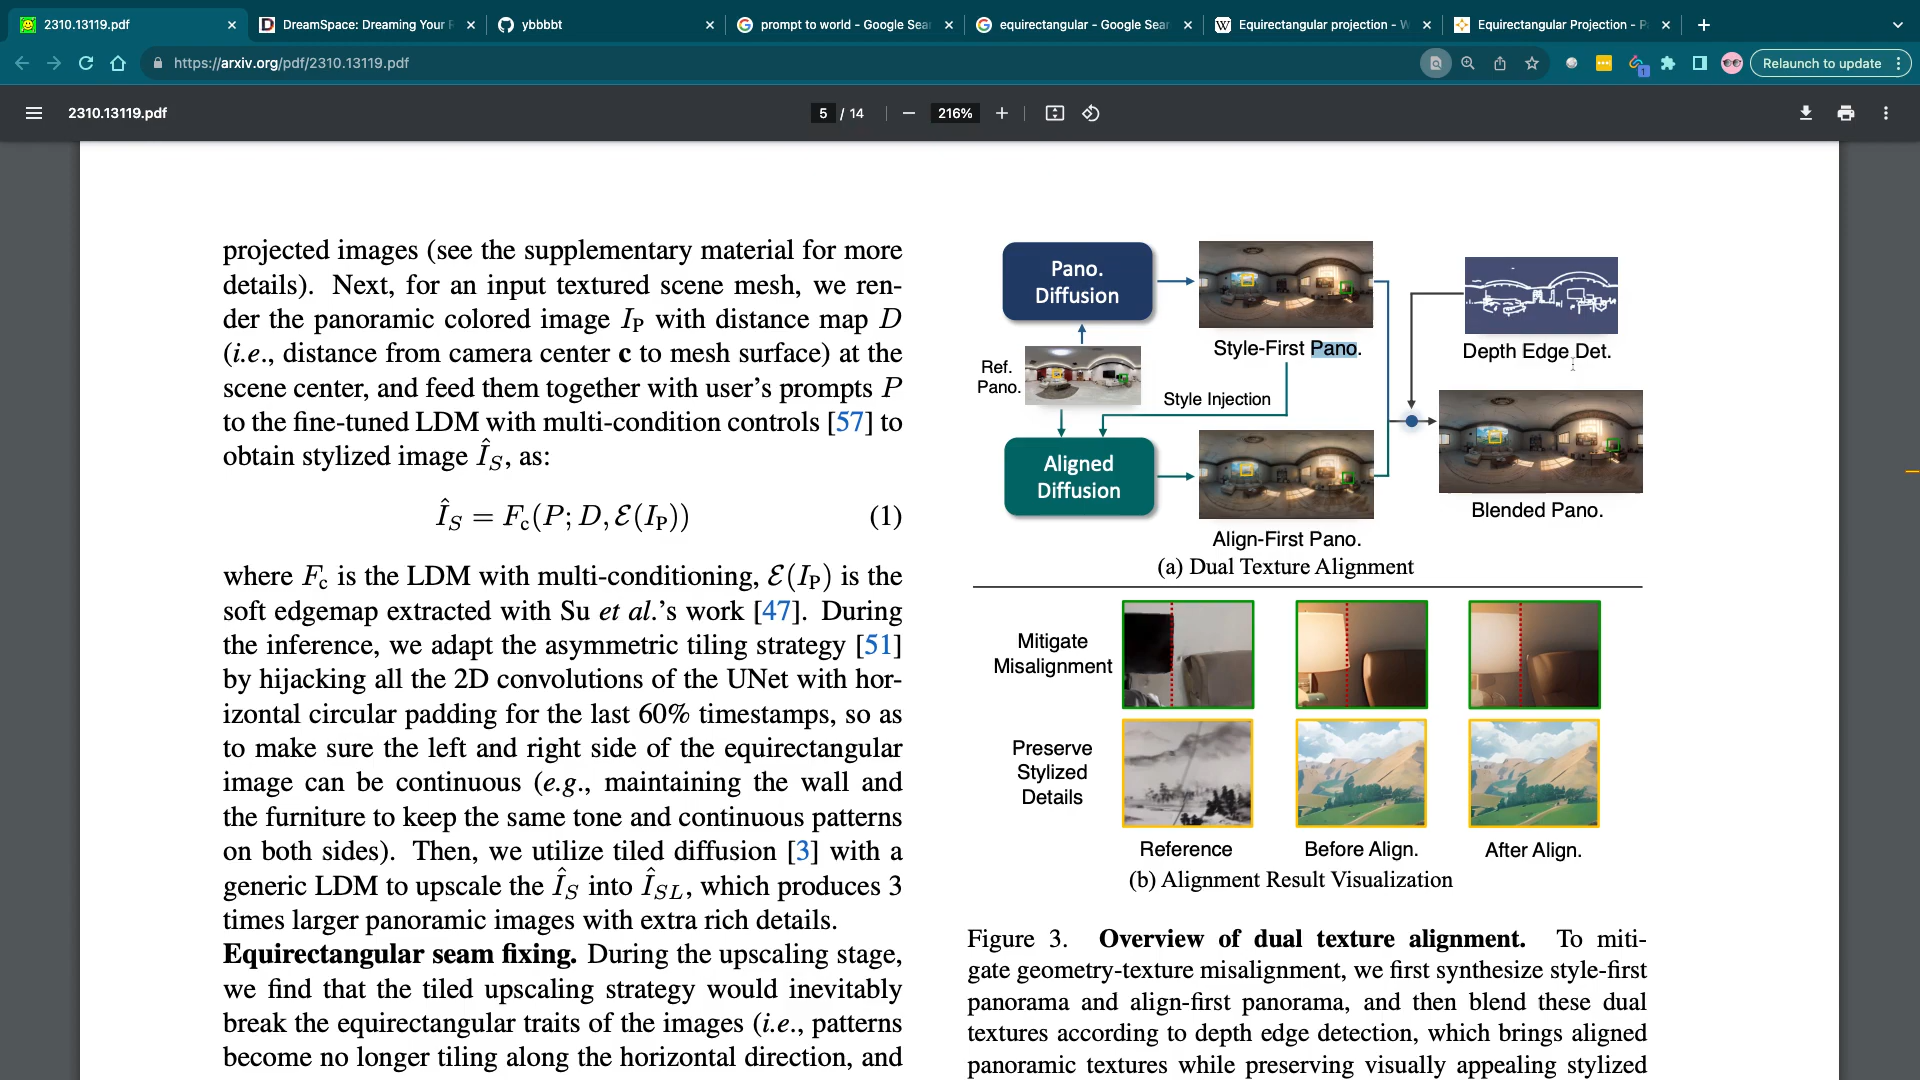 2310.13119.pdf
DreamSpace: Dreaming Your R
ybbbbt
prompt to world - Google Sear
equirectangular - Google Sear
Equirectangular projection - W
Equirectangular Projection - P
https://arxiv.org/pdf/2310.13119.pdf
1
Relaunch to update
2310.13119.pdf
5 / 14
216%
projected images (see the supplementary material for more
details). Next, for an input textured scene mesh, we ren-
der the panoramic colored image I_P with distance map D
(i.e., distance from camera center c to mesh surface) at the
scene center, and feed them together with user's prompts P
to the fine-tuned LDM with multi-condition controls [57] to
obtain stylized image Î_S, as:
Î_S = F_c(P; D, ℰ(I_P)) (1)
where F_c is the LDM with multi-conditioning, ℰ(I_P) is the
soft edgemap extracted with Su et al.'s work [47]. During
the inference, we adapt the asymmetric tiling strategy [51]
by hijacking all the 2D convolutions of the UNet with hor-
izontal circular padding for the last 60% timestamps, so as
to make sure the left and right side of the equirectangular
image can be continuous (e.g., maintaining the wall and
the furniture to keep the same tone and continuous patterns
on both sides). Then, we utilize tiled diffusion [3] with a
generic LDM to upscale the Î_S into Î_SL, which produces 3
times larger panoramic images with extra rich details.
Equirectangular seam fixing. During the upscaling stage,
we find that the tiled upscaling strategy would inevitably
break the equirectangular traits of the images (i.e., patterns
become no longer tiling along the horizontal direction, and
Pano.
Diffusion
Style-First Pano.
Depth Edge Det.
Ref.
Pano.
Style Injection
Aligned
Diffusion
Align-First Pano.
Blended Pano.
(a) Dual Texture Alignment
Mitigate
Misalignment
Preserve
Stylized
Details
Reference
Before Align.
After Align.
(b) Alignment Result Visualization
Figure 3. Overview of dual texture alignment. To miti-
gate geometry-texture misalignment, we first synthesize style-first
panorama and align-first panorama, and then blend these dual
textures according to depth edge detection, which brings aligned
panoramic textures while preserving visually appealing stylized